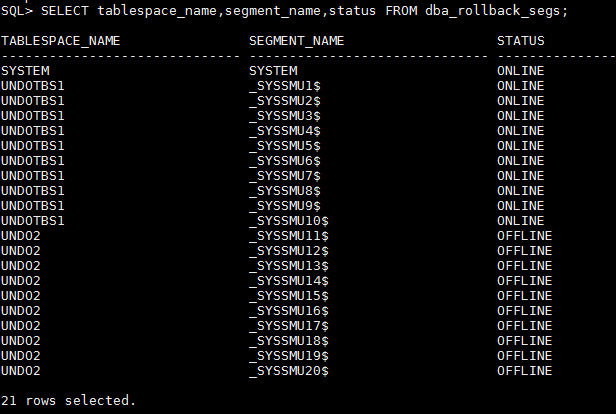 SQL> SELECT tablespace_name,segment_name,status FROM dba_rollback_segs;
TABLESPACE_NAME SEGMENT_NAME STATUS
------------------------------ ------------------------------ ----------------
SYSTEM SYSTEM ONLINE
UNDOTBS1 _SYSSMU1$ ONLINE
UNDOTBS1 _SYSSMU2$ ONLINE
UNDOTBS1 _SYSSMU3$ ONLINE
UNDOTBS1 _SYSSMU4$ ONLINE
UNDOTBS1 _SYSSMU5$ ONLINE
UNDOTBS1 _SYSSMU6$ ONLINE
UNDOTBS1 _SYSSMU7$ ONLINE
UNDOTBS1 _SYSSMU8$ ONLINE
UNDOTBS1 _SYSSMU9$ ONLINE
UNDOTBS1 _SYSSMU10$ ONLINE
UNDO2 _SYSSMU11$ OFFLINE
UNDO2 _SYSSMU12$ OFFLINE
UNDO2 _SYSSMU13$ OFFLINE
UNDO2 _SYSSMU14$ OFFLINE
UNDO2 _SYSSMU15$ OFFLINE
UNDO2 _SYSSMU16$ OFFLINE
UNDO2 _SYSSMU17$ OFFLINE
UNDO2 _SYSSMU18$ OFFLINE
UNDO2 _SYSSMU19$ OFFLINE
UNDO2 _SYSSMU20$ OFFLINE
21 rows selected.